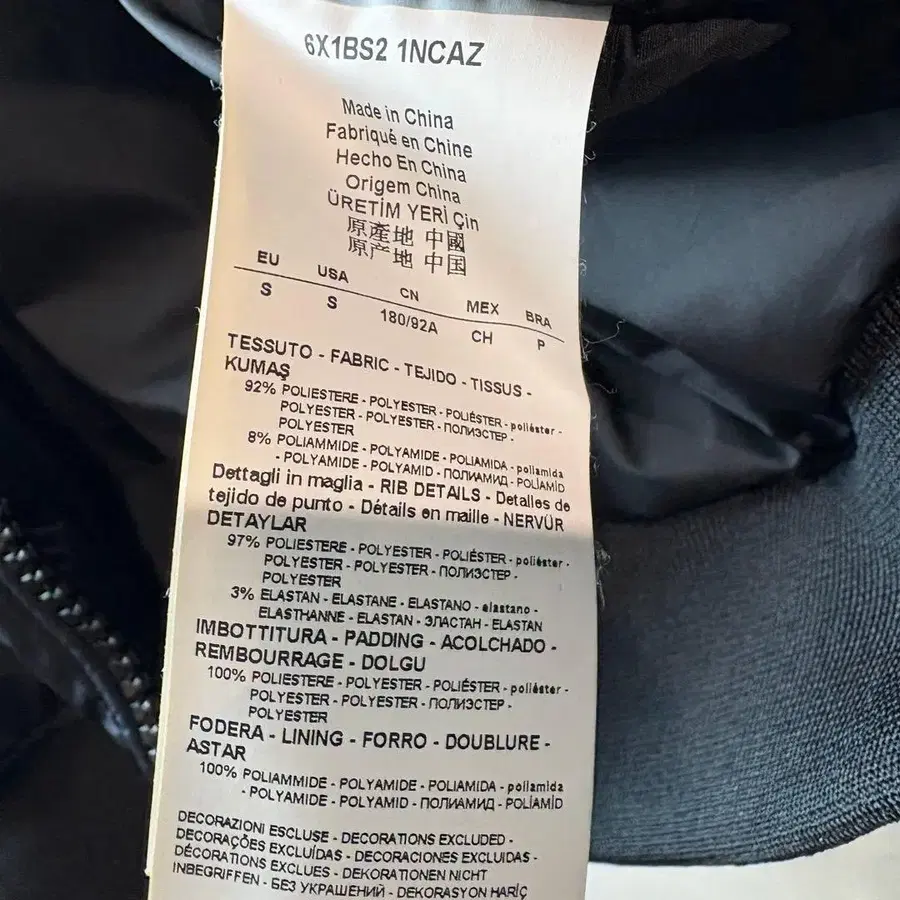 6X1BS2 1NCAZ
Made in China
Fabriqué en Chine
Hecho En China
Origem China
ÜRETİM YERİ Çin
原產地 中國
原产地 中国
EU USA CN MEX BRA
S S 180/92A CH P
TESSUTO - FABRIC - TEJIDO - TISSUS -
KUMAŞ
92% POLIESTERE - POLYESTER - POLIÉSTER - poliéster -
POLYESTER - POLYESTER - ПОЛИЭСТЕР -
POLYESTER
8% POLIAMMIDE - POLYAMIDE - POLIAMIDA - poliamida
- POLYAMIDE - POLYAMID - ПОЛИАМИД - POLİAMİD
Dettagli in maglia - RIB DETAILS - Detalles de
tejido de punto - Détails en maille - NERVÜR
DETAYLAR
97% POLIESTERE - POLYESTER - POLIÉSTER - poliéster -
POLYESTER - POLYESTER - ПОЛИЭСТЕР -
POLYESTER
3% ELASTAN - ELASTANE - ELASTANO - elastano -
ELASTHANNE - ELASTAN - ЭЛАСТАН - ELASTAN
IMBOTTITURA - PADDING - ACOLCHADO -
REMBOURRAGE - DOLGU
100% POLIESTERE - POLYESTER - POLIÉSTER - poliéster -
POLYESTER - POLYESTER - ПОЛИЭСТЕР -
POLYESTER
FODERA - LINING - FORRO - DOUBLURE -
ASTAR
100% POLIAMMIDE - POLYAMIDE - POLIAMIDA - poliamida
- POLYAMIDE - POLYAMID - ПОЛИАМИД - POLİAMİD
DECORAZIONI ESCLUSE - DECORATIONS EXCLUDED -
DECORAÇÕES EXCLUÍDAS - DECORACIONES EXCLUIDAS -
DÉCORATIONS EXCLUES - DEKORATIONEN NICHT
INBEGRIFFEN - БЕЗ УКРАШЕНИЙ - DEKORASYON HARİÇ